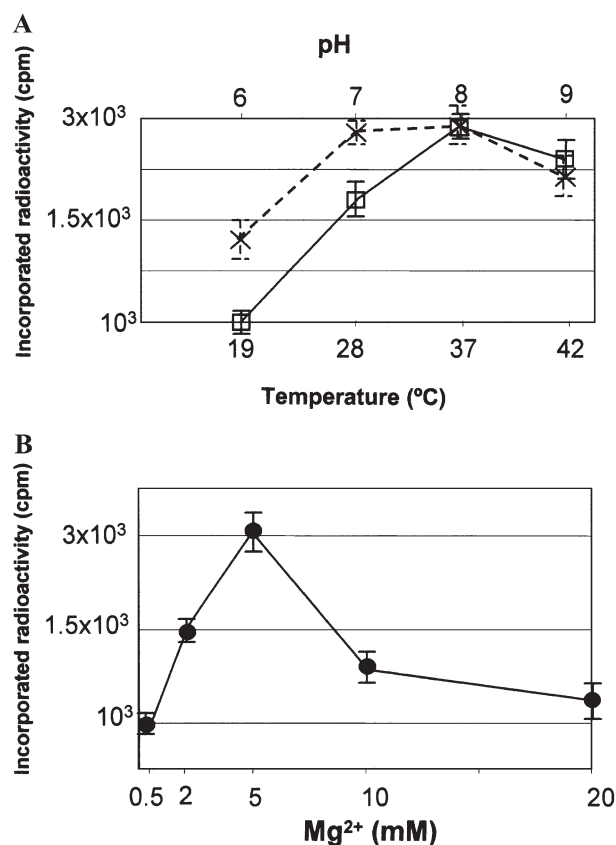 A
pH
6 7 8 9
Incorporated radioactivity (cpm)
3x10³
1.5x10³
10³
19 28 37 42
Temperature (ºC)
B
Incorporated radioactivity (cpm)
3x10³
1.5x10³
10³
0.5 2 5 10 20
Mg²⁺ (mM)